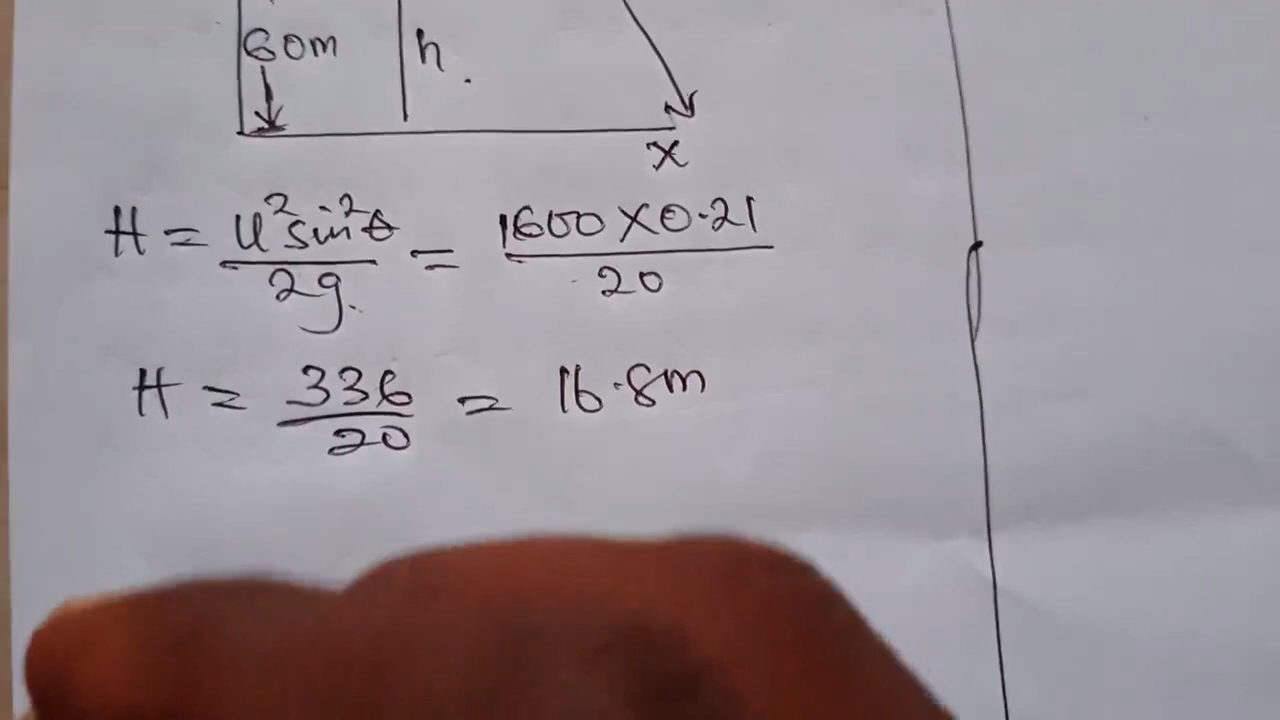 60m h.
x
H = u²sin²θ/2g. = 1600×0.21/20
H = 336/20 = 16.8m